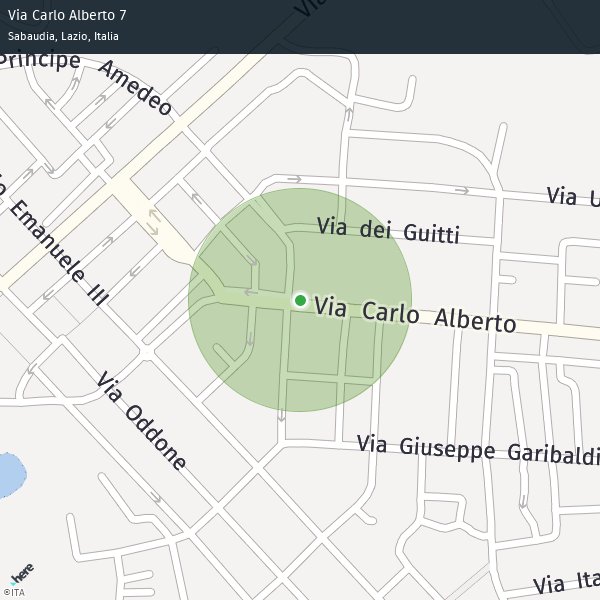 Via Carlo Alberto 7
Sabaudia, Lazio, Italia
Via
Principe Amedeo
Via U
Emanuele III
Via dei Guitti
Via Carlo Alberto
Via Oddone
Via Giuseppe Garibaldi
Via Ita
here
©ITA